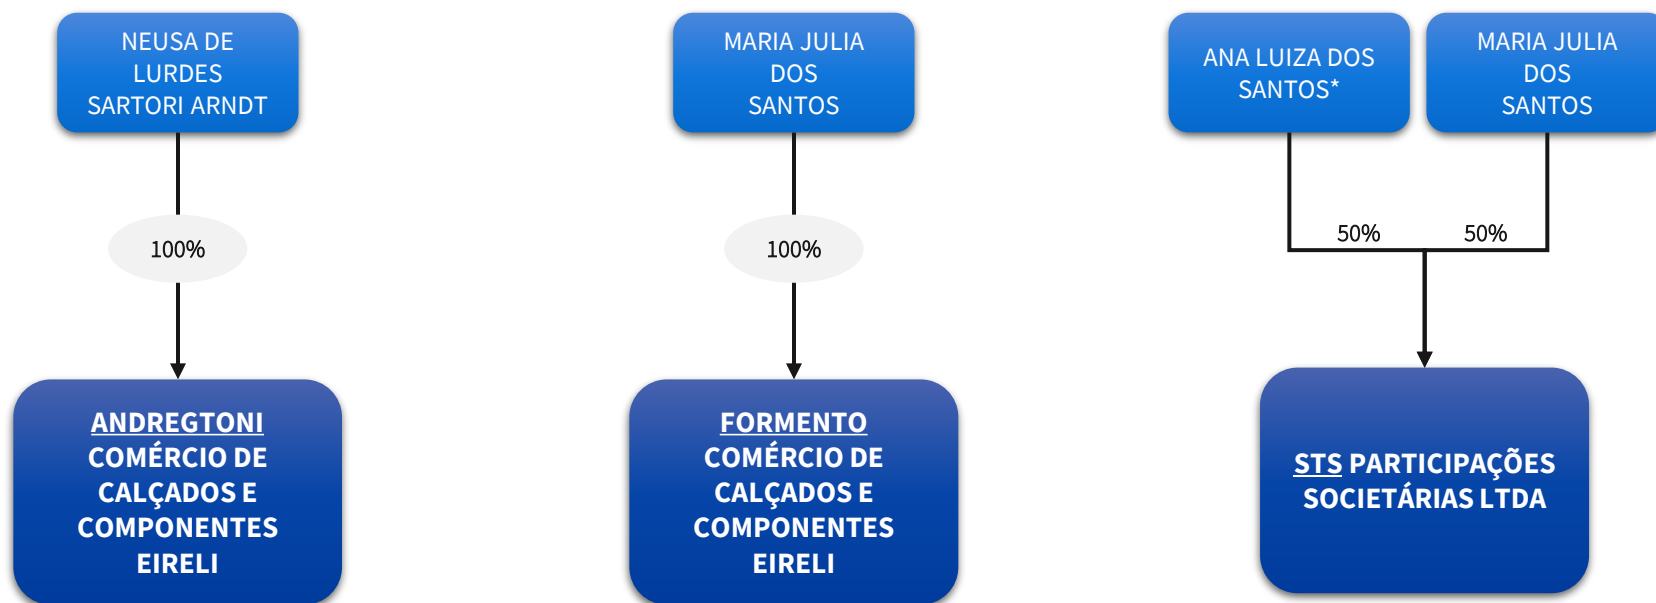 NEUSA DE
LURDES
SARTORI ARNDT
100%
ANDREGTONI
COMÉRCIO DE
CALÇADOS E
COMPONENTES
EIRELI
MARIA JULIA
DOS
SANTOS
100%
FORMENTO
COMÉRCIO DE
CALÇADOS E
COMPONENTES
EIRELI
ANA LUIZA DOS
SANTOS*
MARIA JULIA
DOS
SANTOS
50%
50%
STS PARTICIPAÇÕES
SOCIETÁRIAS LTDA